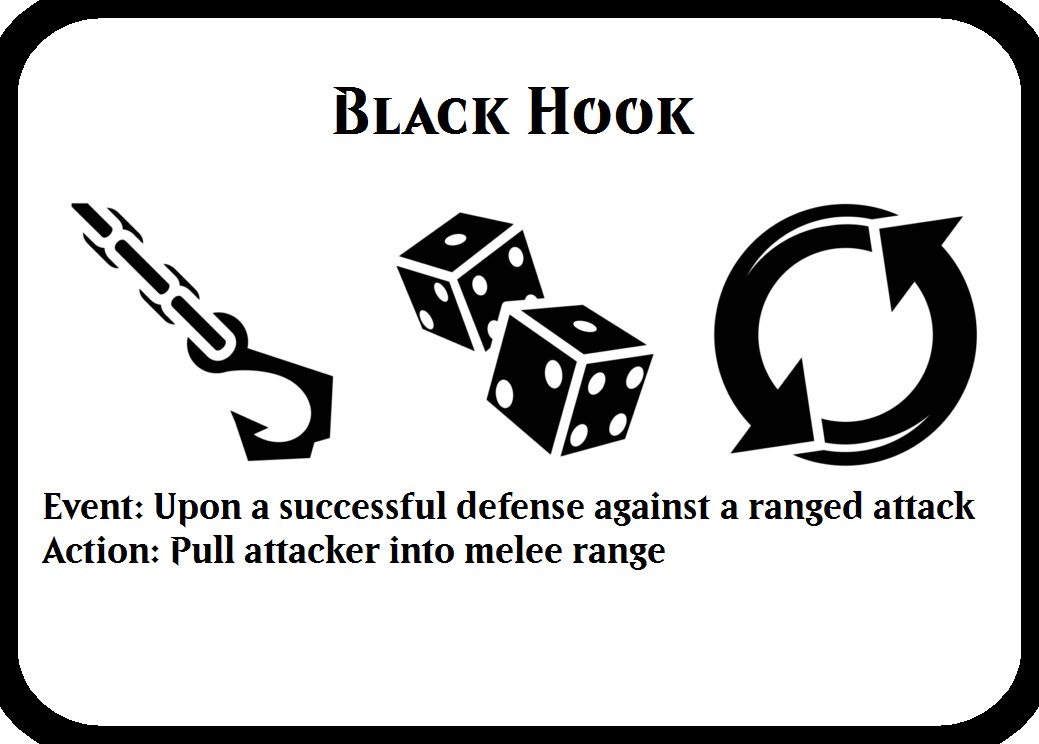 Black Hook
Event: Upon a successful defense against a ranged attack
Action: Pull attacker into melee range